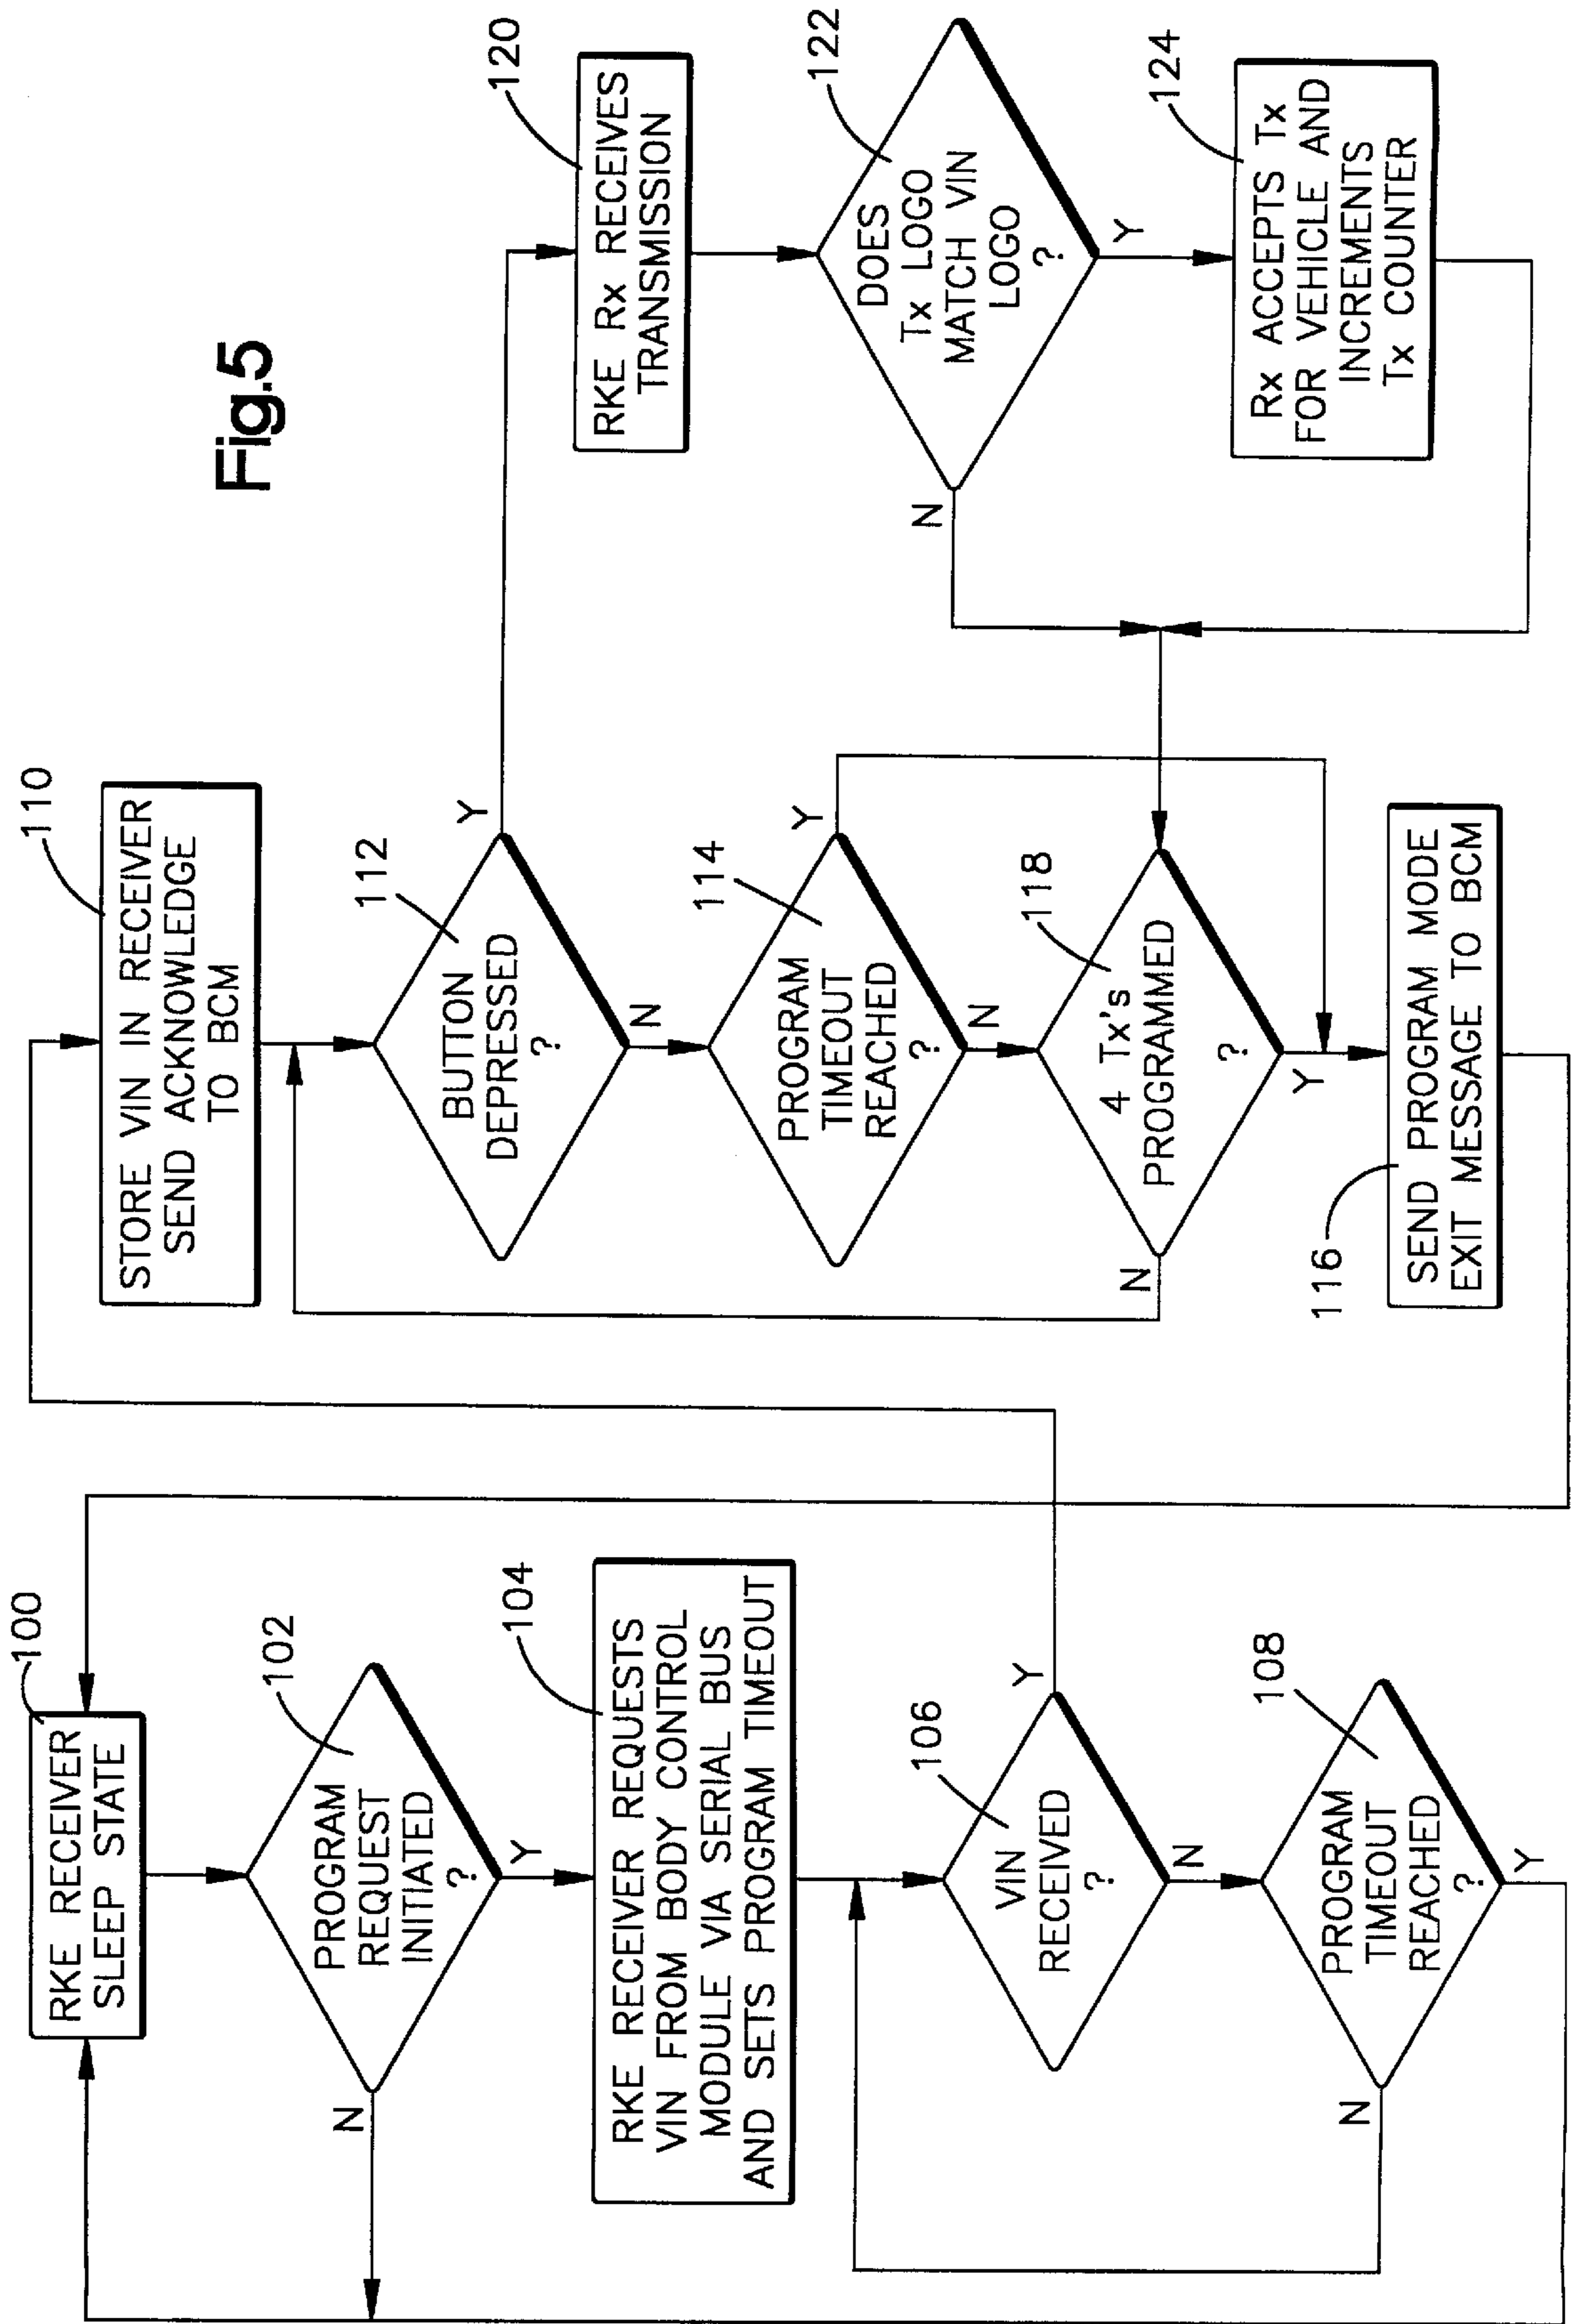 Fig.5
100
RKE RECEIVER
SLEEP STATE
102
PROGRAM
REQUEST
INITIATED
?
N
Y
104
RKE RECEIVER REQUESTS
VIN FROM BODY CONTROL
MODULE VIA SERIAL BUS
AND SETS PROGRAM TIMEOUT
106
VIN
RECEIVED
?
Y
N
108
PROGRAM
TIMEOUT
REACHED
?
N
Y
110
STORE VIN IN RECEIVER
SEND ACKNOWLEDGE
TO BCM
112
BUTTON
DEPRESSED
?
Y
N
114
PROGRAM
TIMEOUT
REACHED
?
Y
N
118
4 Tx's
PROGRAMMED
?
N
Y
116
SEND PROGRAM MODE
EXIT MESSAGE TO BCM
120
RKE Rx RECEIVES
TRANSMISSION
122
DOES
Tx LOGO
MATCH VIN
LOGO
?
N
Y
124
Rx ACCEPTS Tx
FOR VEHICLE AND
INCREMENTS
Tx COUNTER